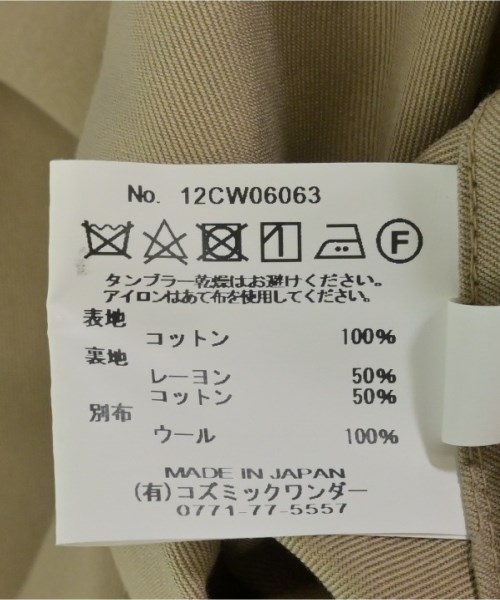 No. 12CW06063
F
タンブラー乾燥はお避けください。
アイロンはあて布を使用してください。
表地
コットン 100%
裏地
レーヨン 50%
コットン 50%
別布
ウール 100%
MADE IN JAPAN
(有)コズミックワンダー
0771-77-5557